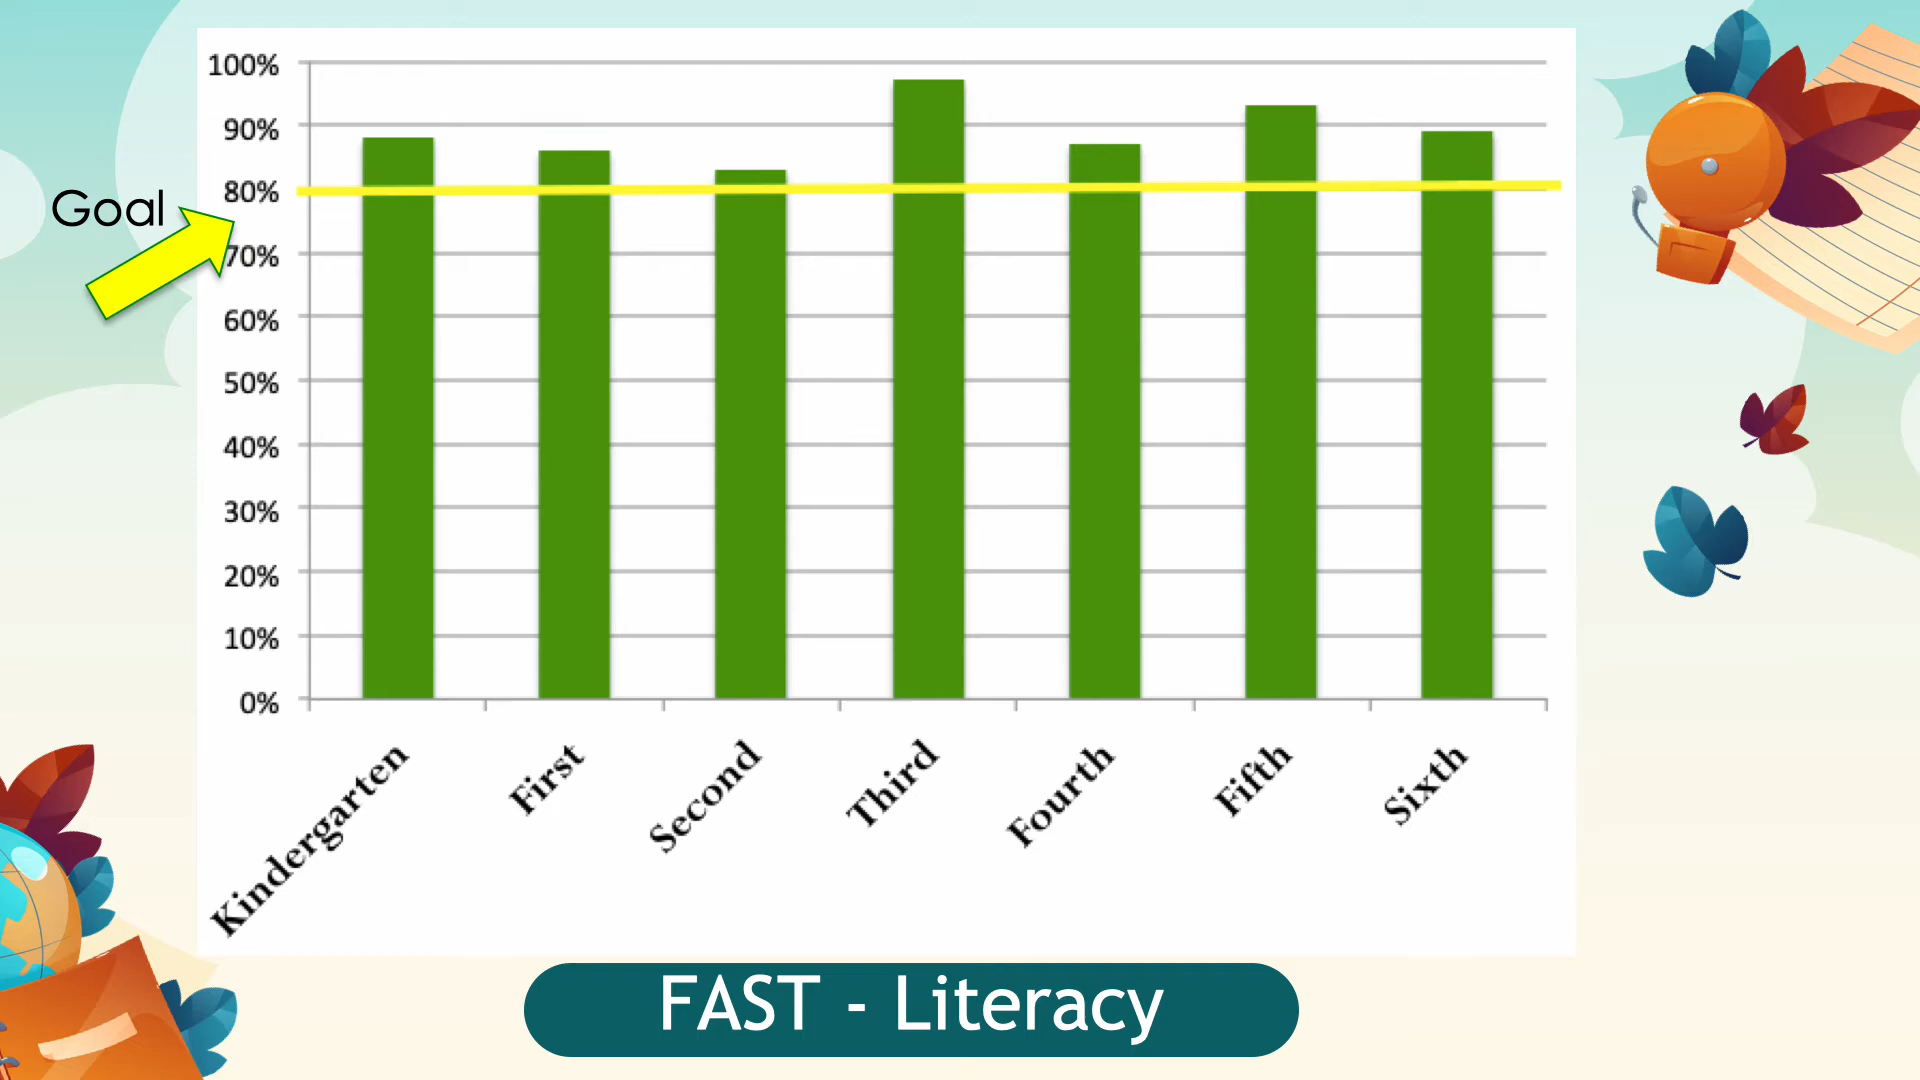 Goal
100%
90%
80%
70%
60%
50%
40%
30%
20%
10%
0%
Kindergarten
First
Second
Third
Fourth
Fifth
Sixth
FAST - Literacy